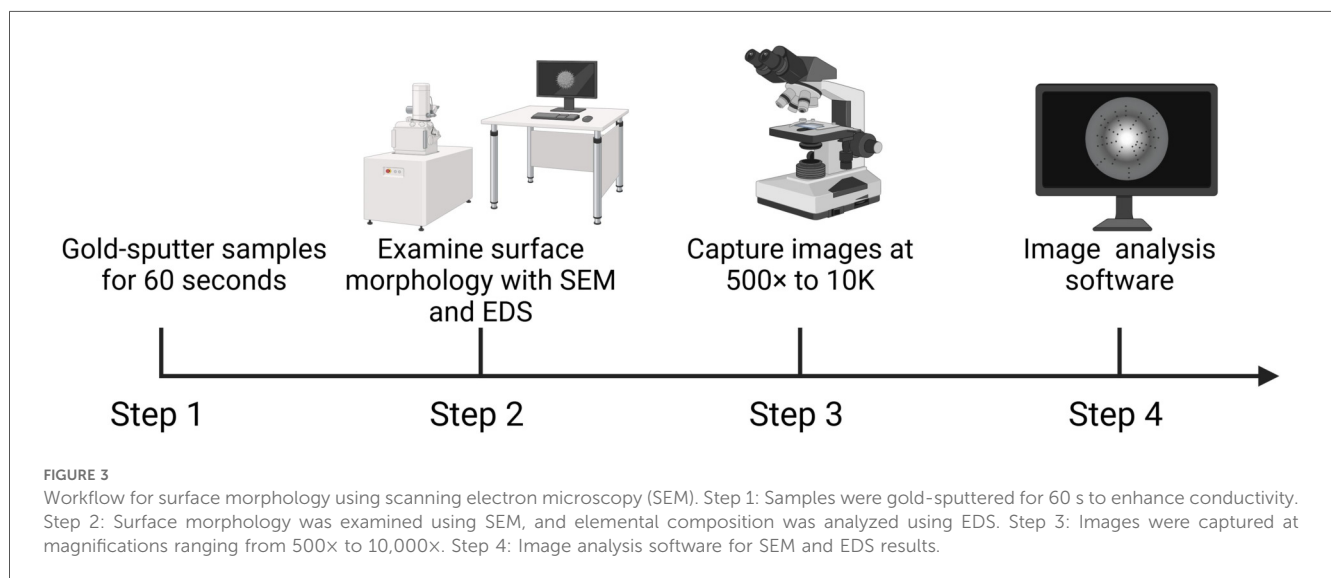 Gold-sputter samples
for 60 seconds
Examine surface
morphology with SEM
and EDS
Capture images at
500× to 10K
Image analysis
software
Step 1
Step 2
Step 3
Step 4
FIGURE 3
Workflow for surface morphology using scanning electron microscopy (SEM). Step 1: Samples were gold-sputtered for 60 s to enhance conductivity.
Step 2: Surface morphology was examined using SEM, and elemental composition was analyzed using EDS. Step 3: Images were captured at
magnifications ranging from 500× to 10,000×. Step 4: Image analysis software for SEM and EDS results.